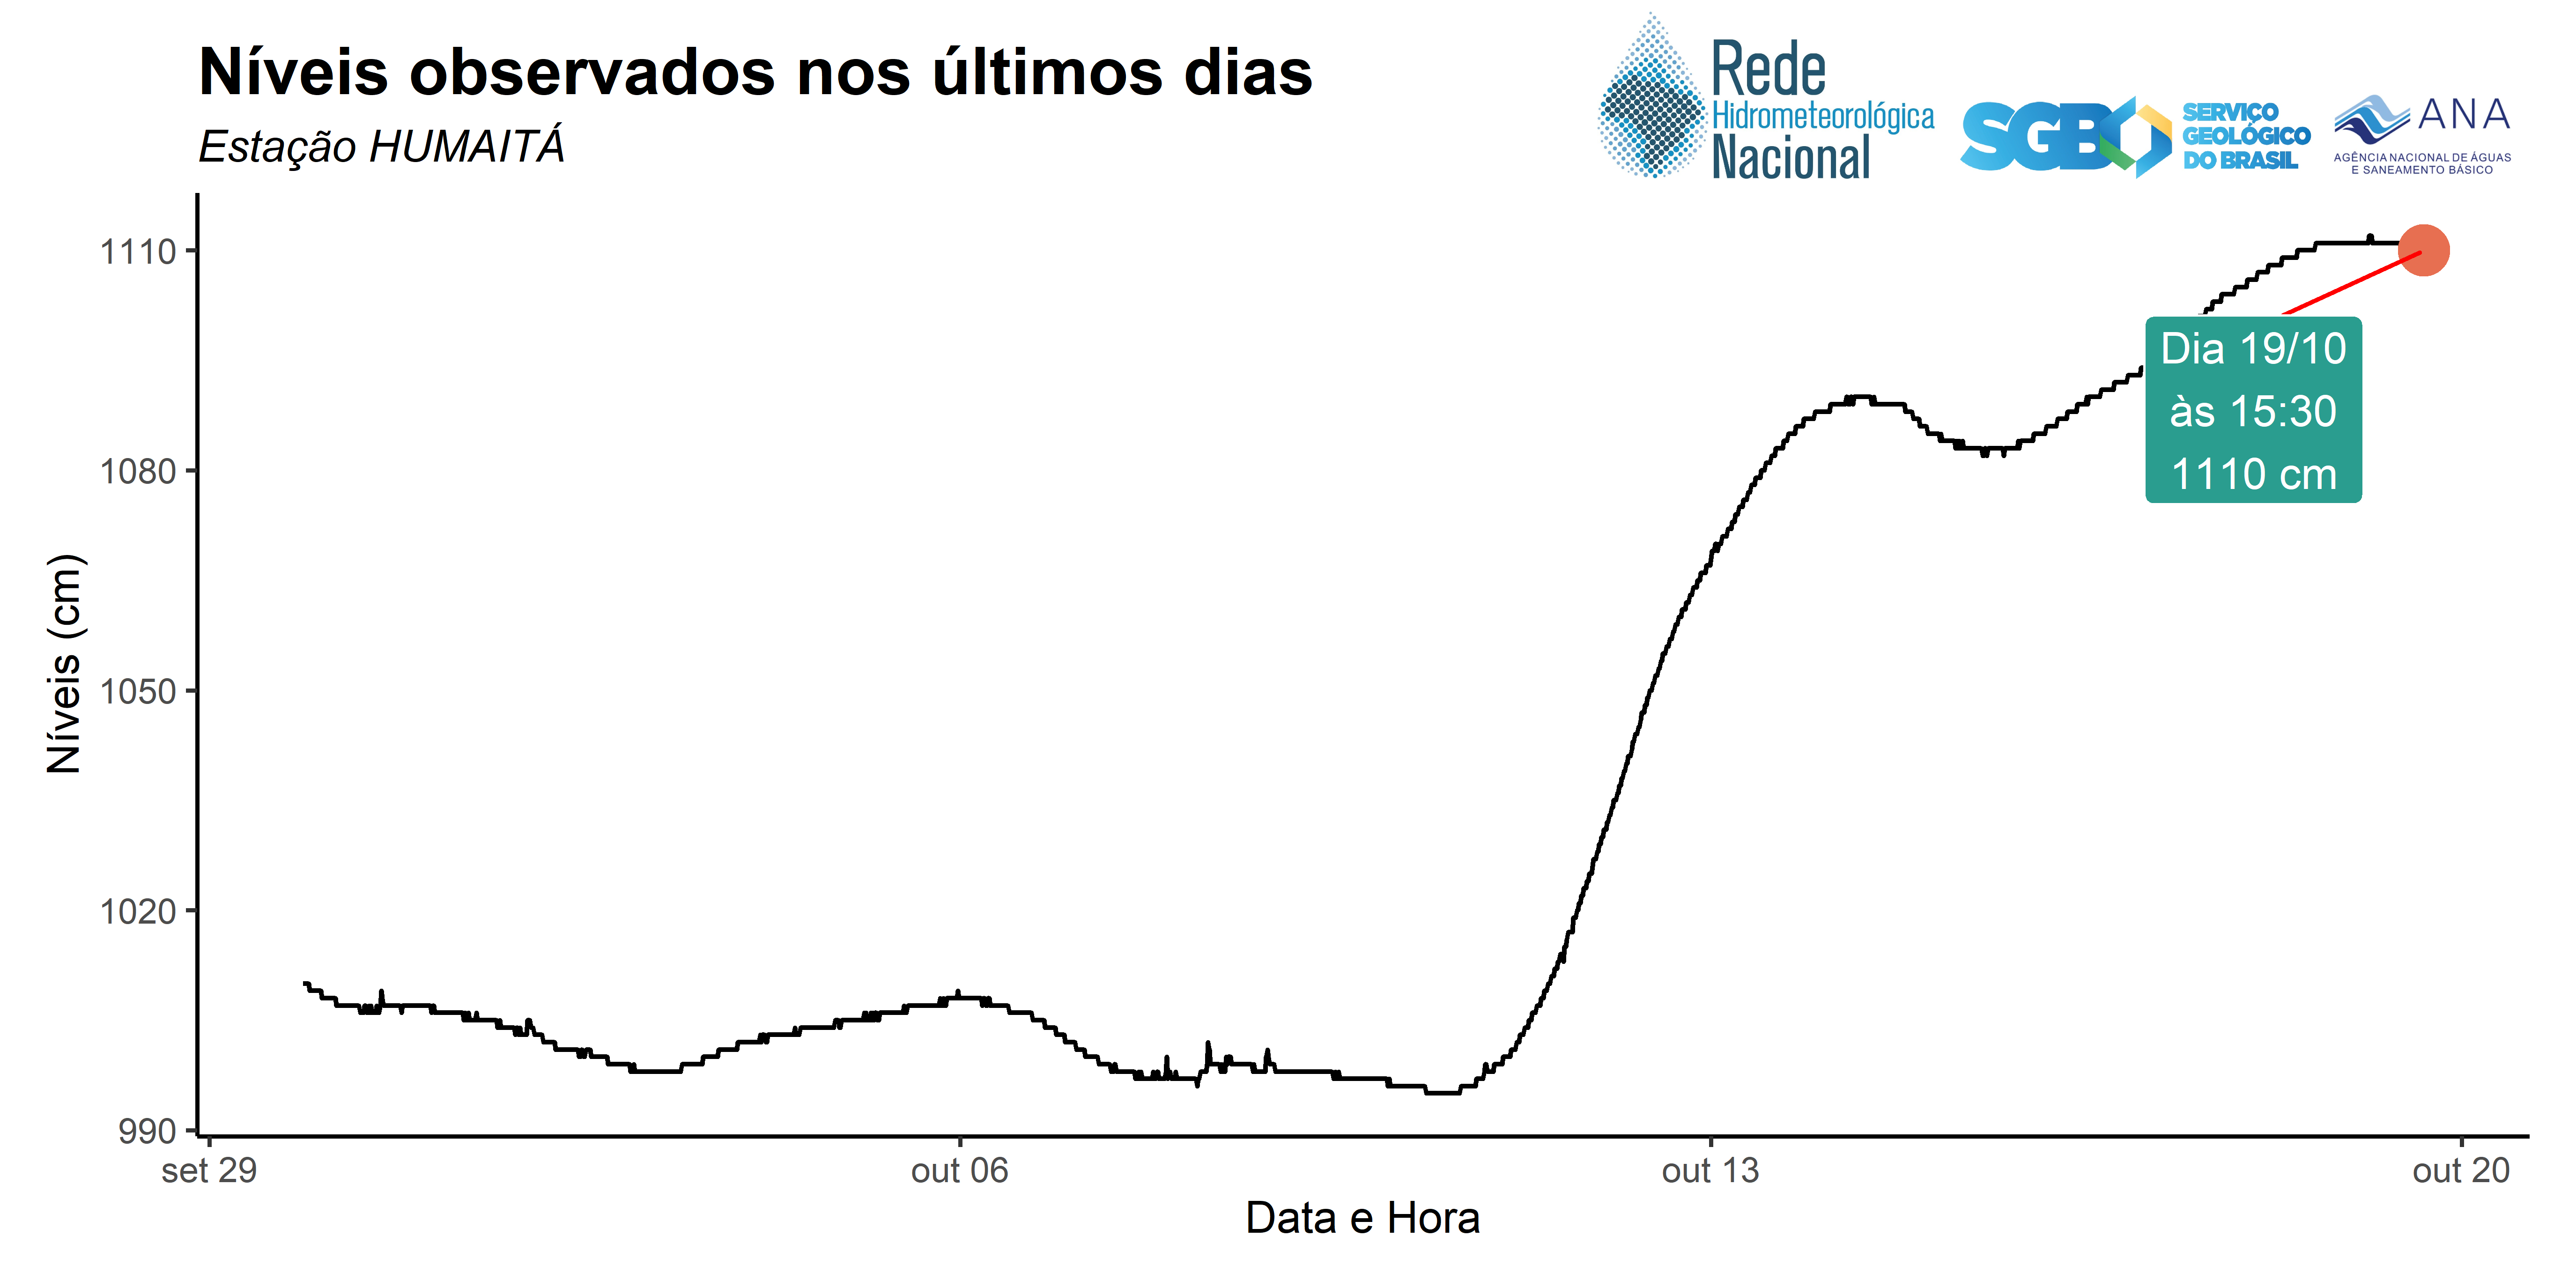 Níveis observados nos últimos dias
Estação HUMAITÁ
Rede
Hidrometeorológica
Nacional
SGB
SERVIÇO
GEOLÓGICO
DO BRASIL
ANA
AGÊNCIA NACIONAL DE ÁGUAS
E SANEAMENTO BÁSICO
Níveis (cm)
1110
1080
1050
1020
990
Dia 19/10
às 15:30
1110 cm
set 29
out 06
out 13
out 20
Data e Hora